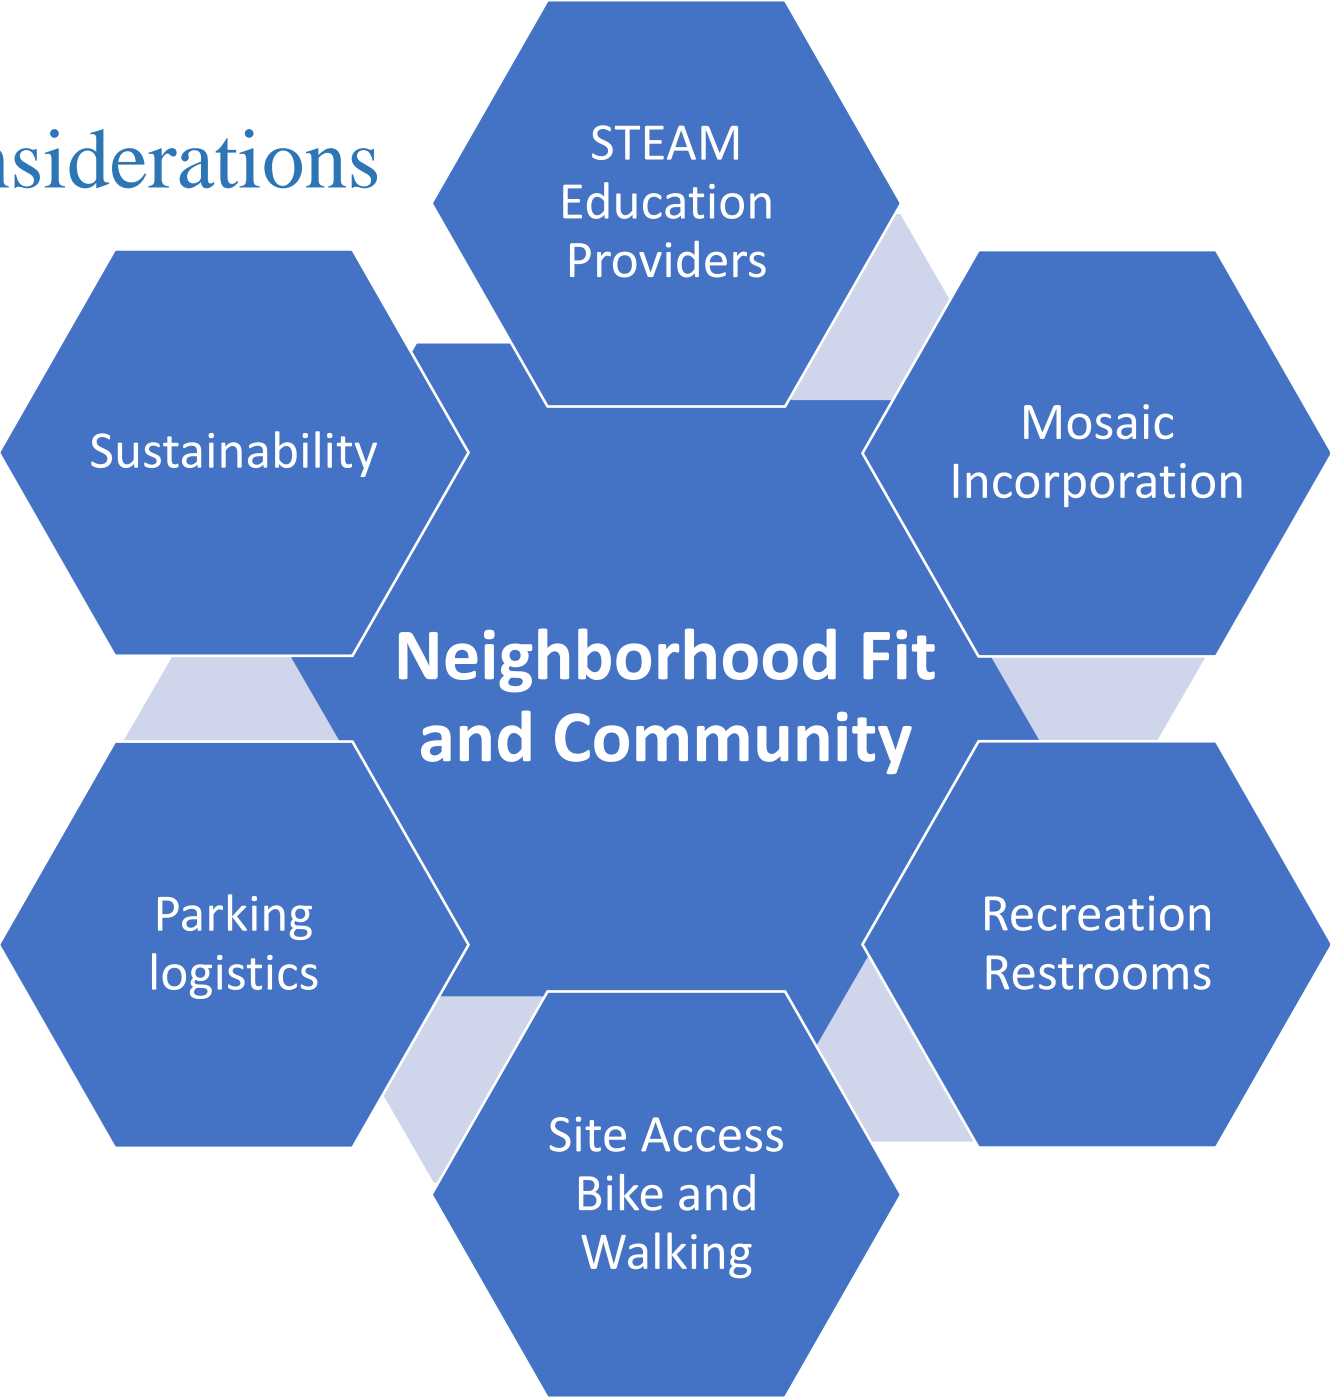 nsiderations
STEAM
Education
Providers
Mosaic
Incorporation
Sustainability
Neighborhood Fit
and Community
Parking
logistics
Recreation
Restrooms
Site Access
Bike and
Walking